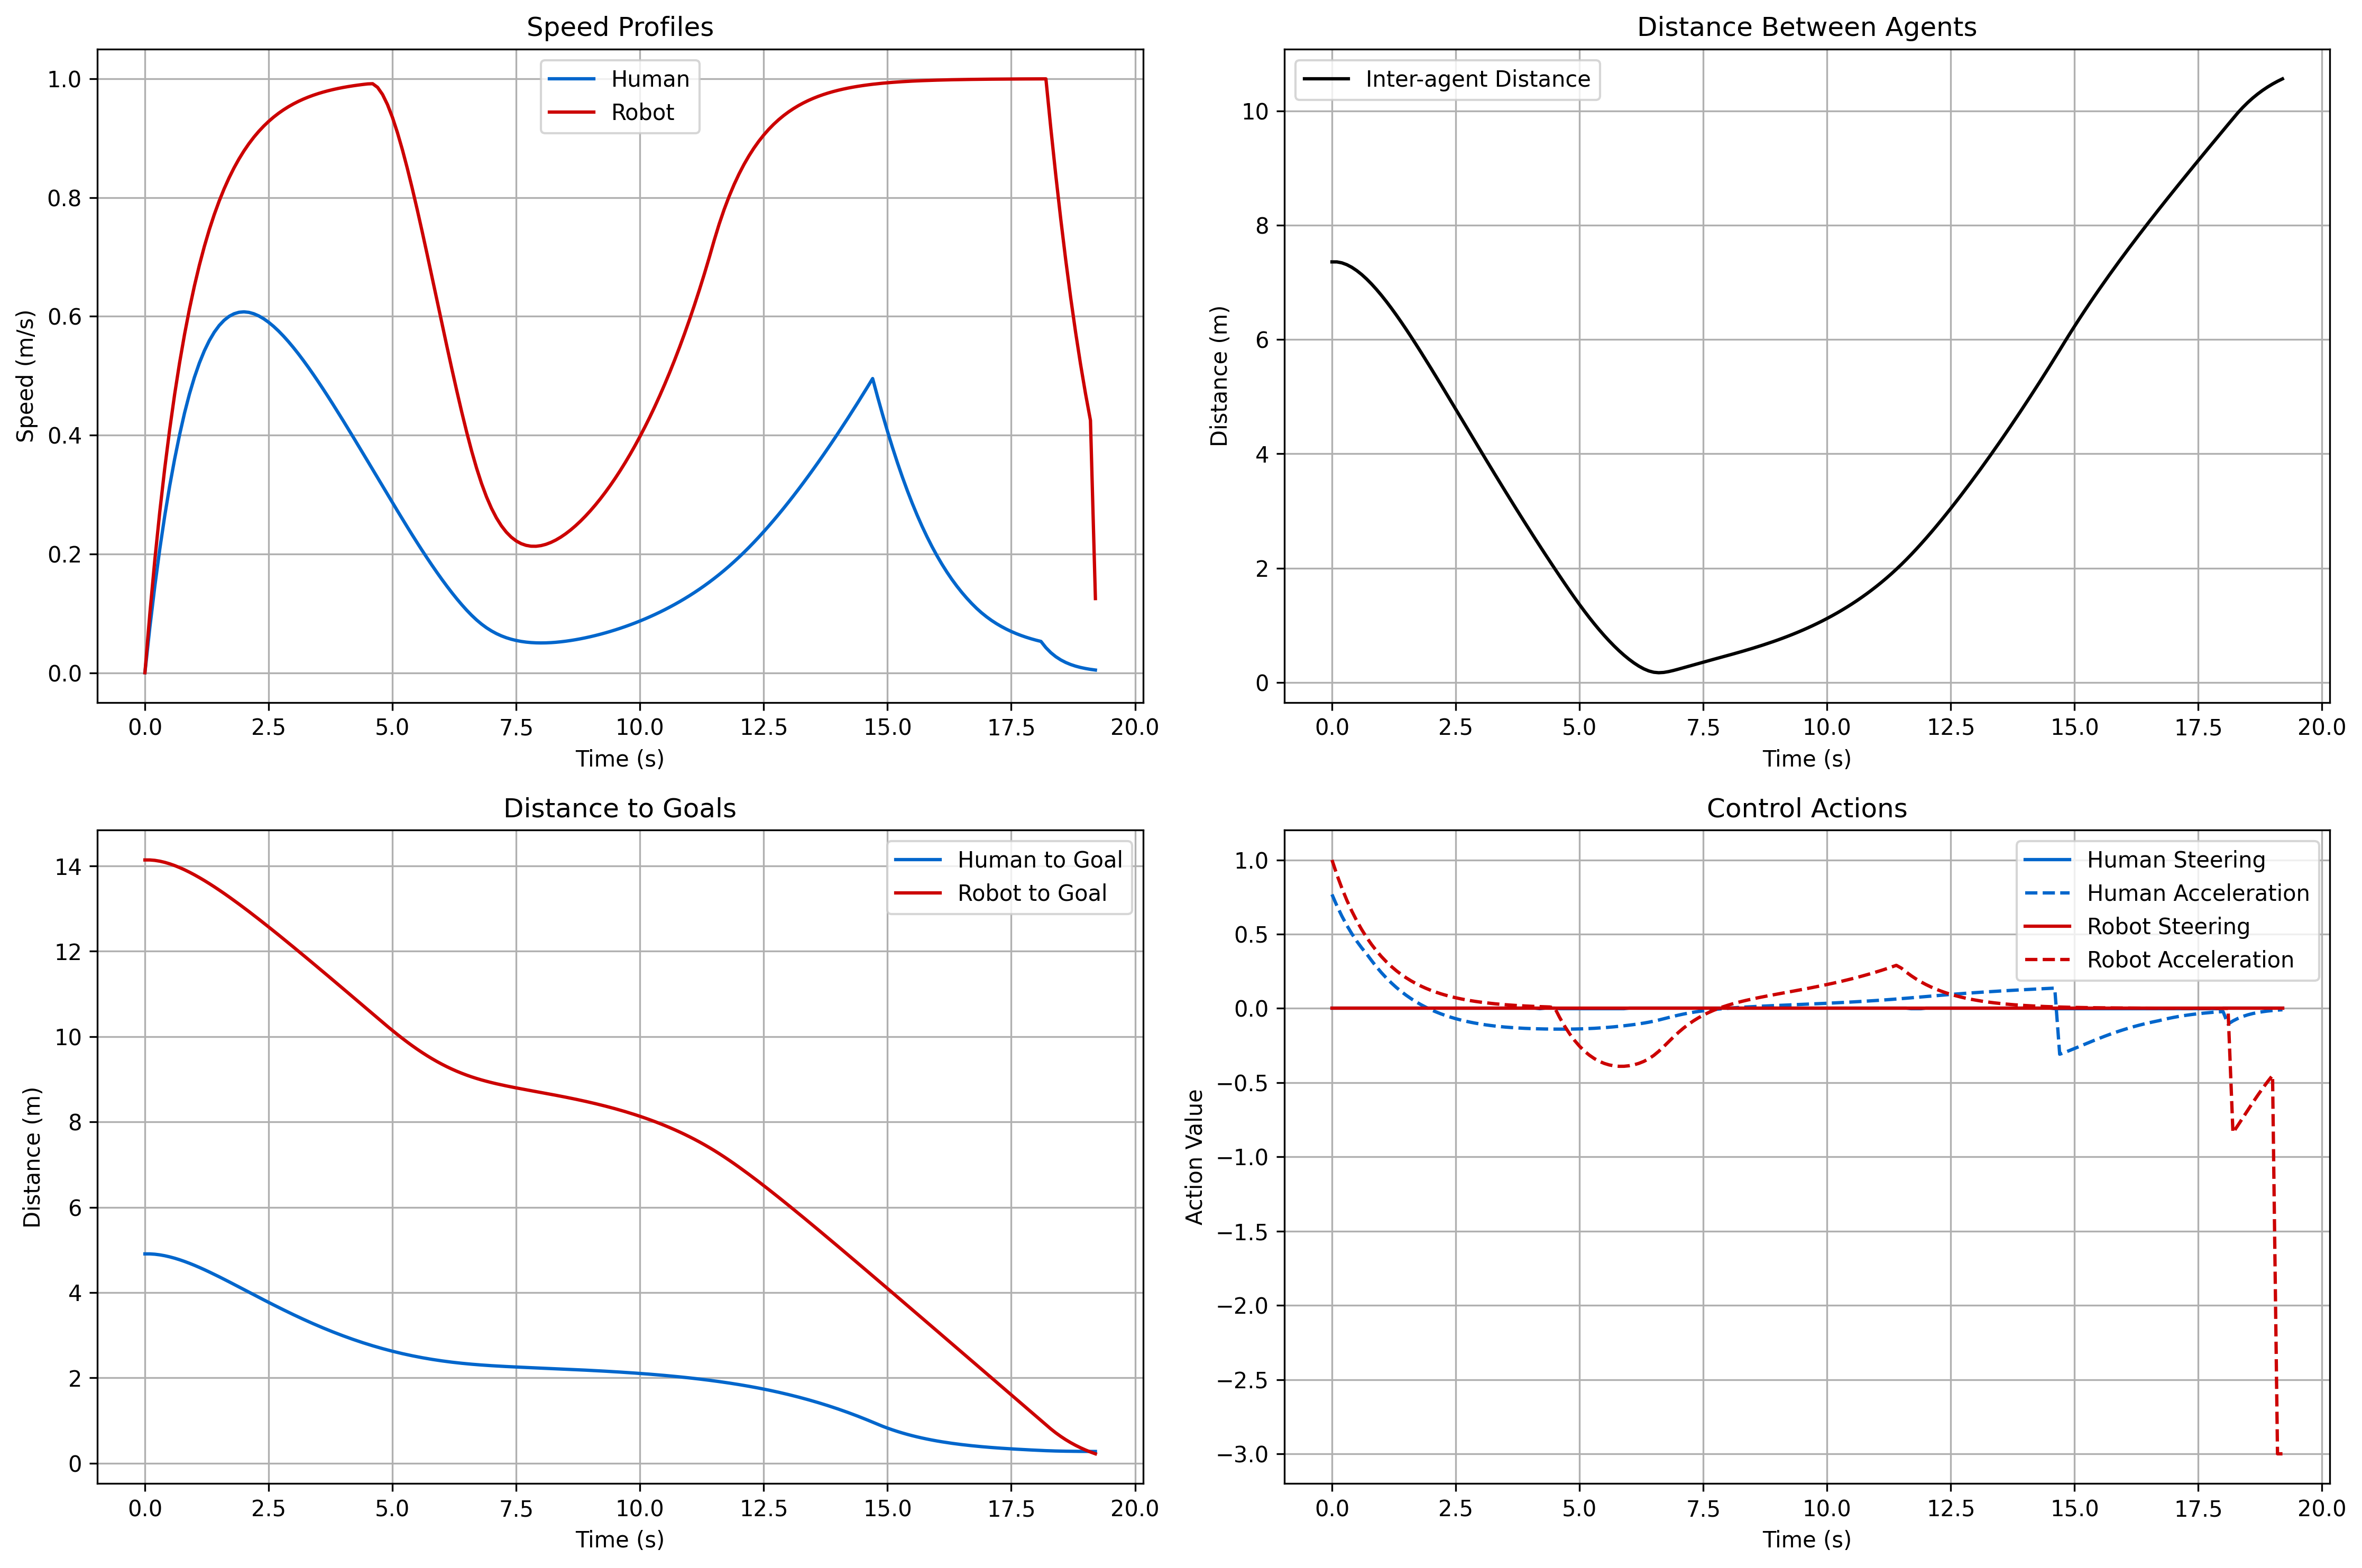 Speed Profiles
Human
Robot
Speed (m/s)
1.0
0.8
0.6
0.4
0.2
0.0
0.0 2.5 5.0 7.5 10.0 12.5 15.0 17.5 20.0
Time (s)
Distance Between Agents
Inter-agent Distance
Distance (m)
10
8
6
4
2
0
0.0 2.5 5.0 7.5 10.0 12.5 15.0 17.5 20.0
Time (s)
Distance to Goals
Human to Goal
Robot to Goal
Distance (m)
14
12
10
8
6
4
2
0
0.0 2.5 5.0 7.5 10.0 12.5 15.0 17.5 20.0
Time (s)
Control Actions
Human Steering
Human Acceleration
Robot Steering
Robot Acceleration
Action Value
1.0
0.5
0.0
−0.5
−1.0
−1.5
−2.0
−2.5
−3.0
0.0 2.5 5.0 7.5 10.0 12.5 15.0 17.5 20.0
Time (s)